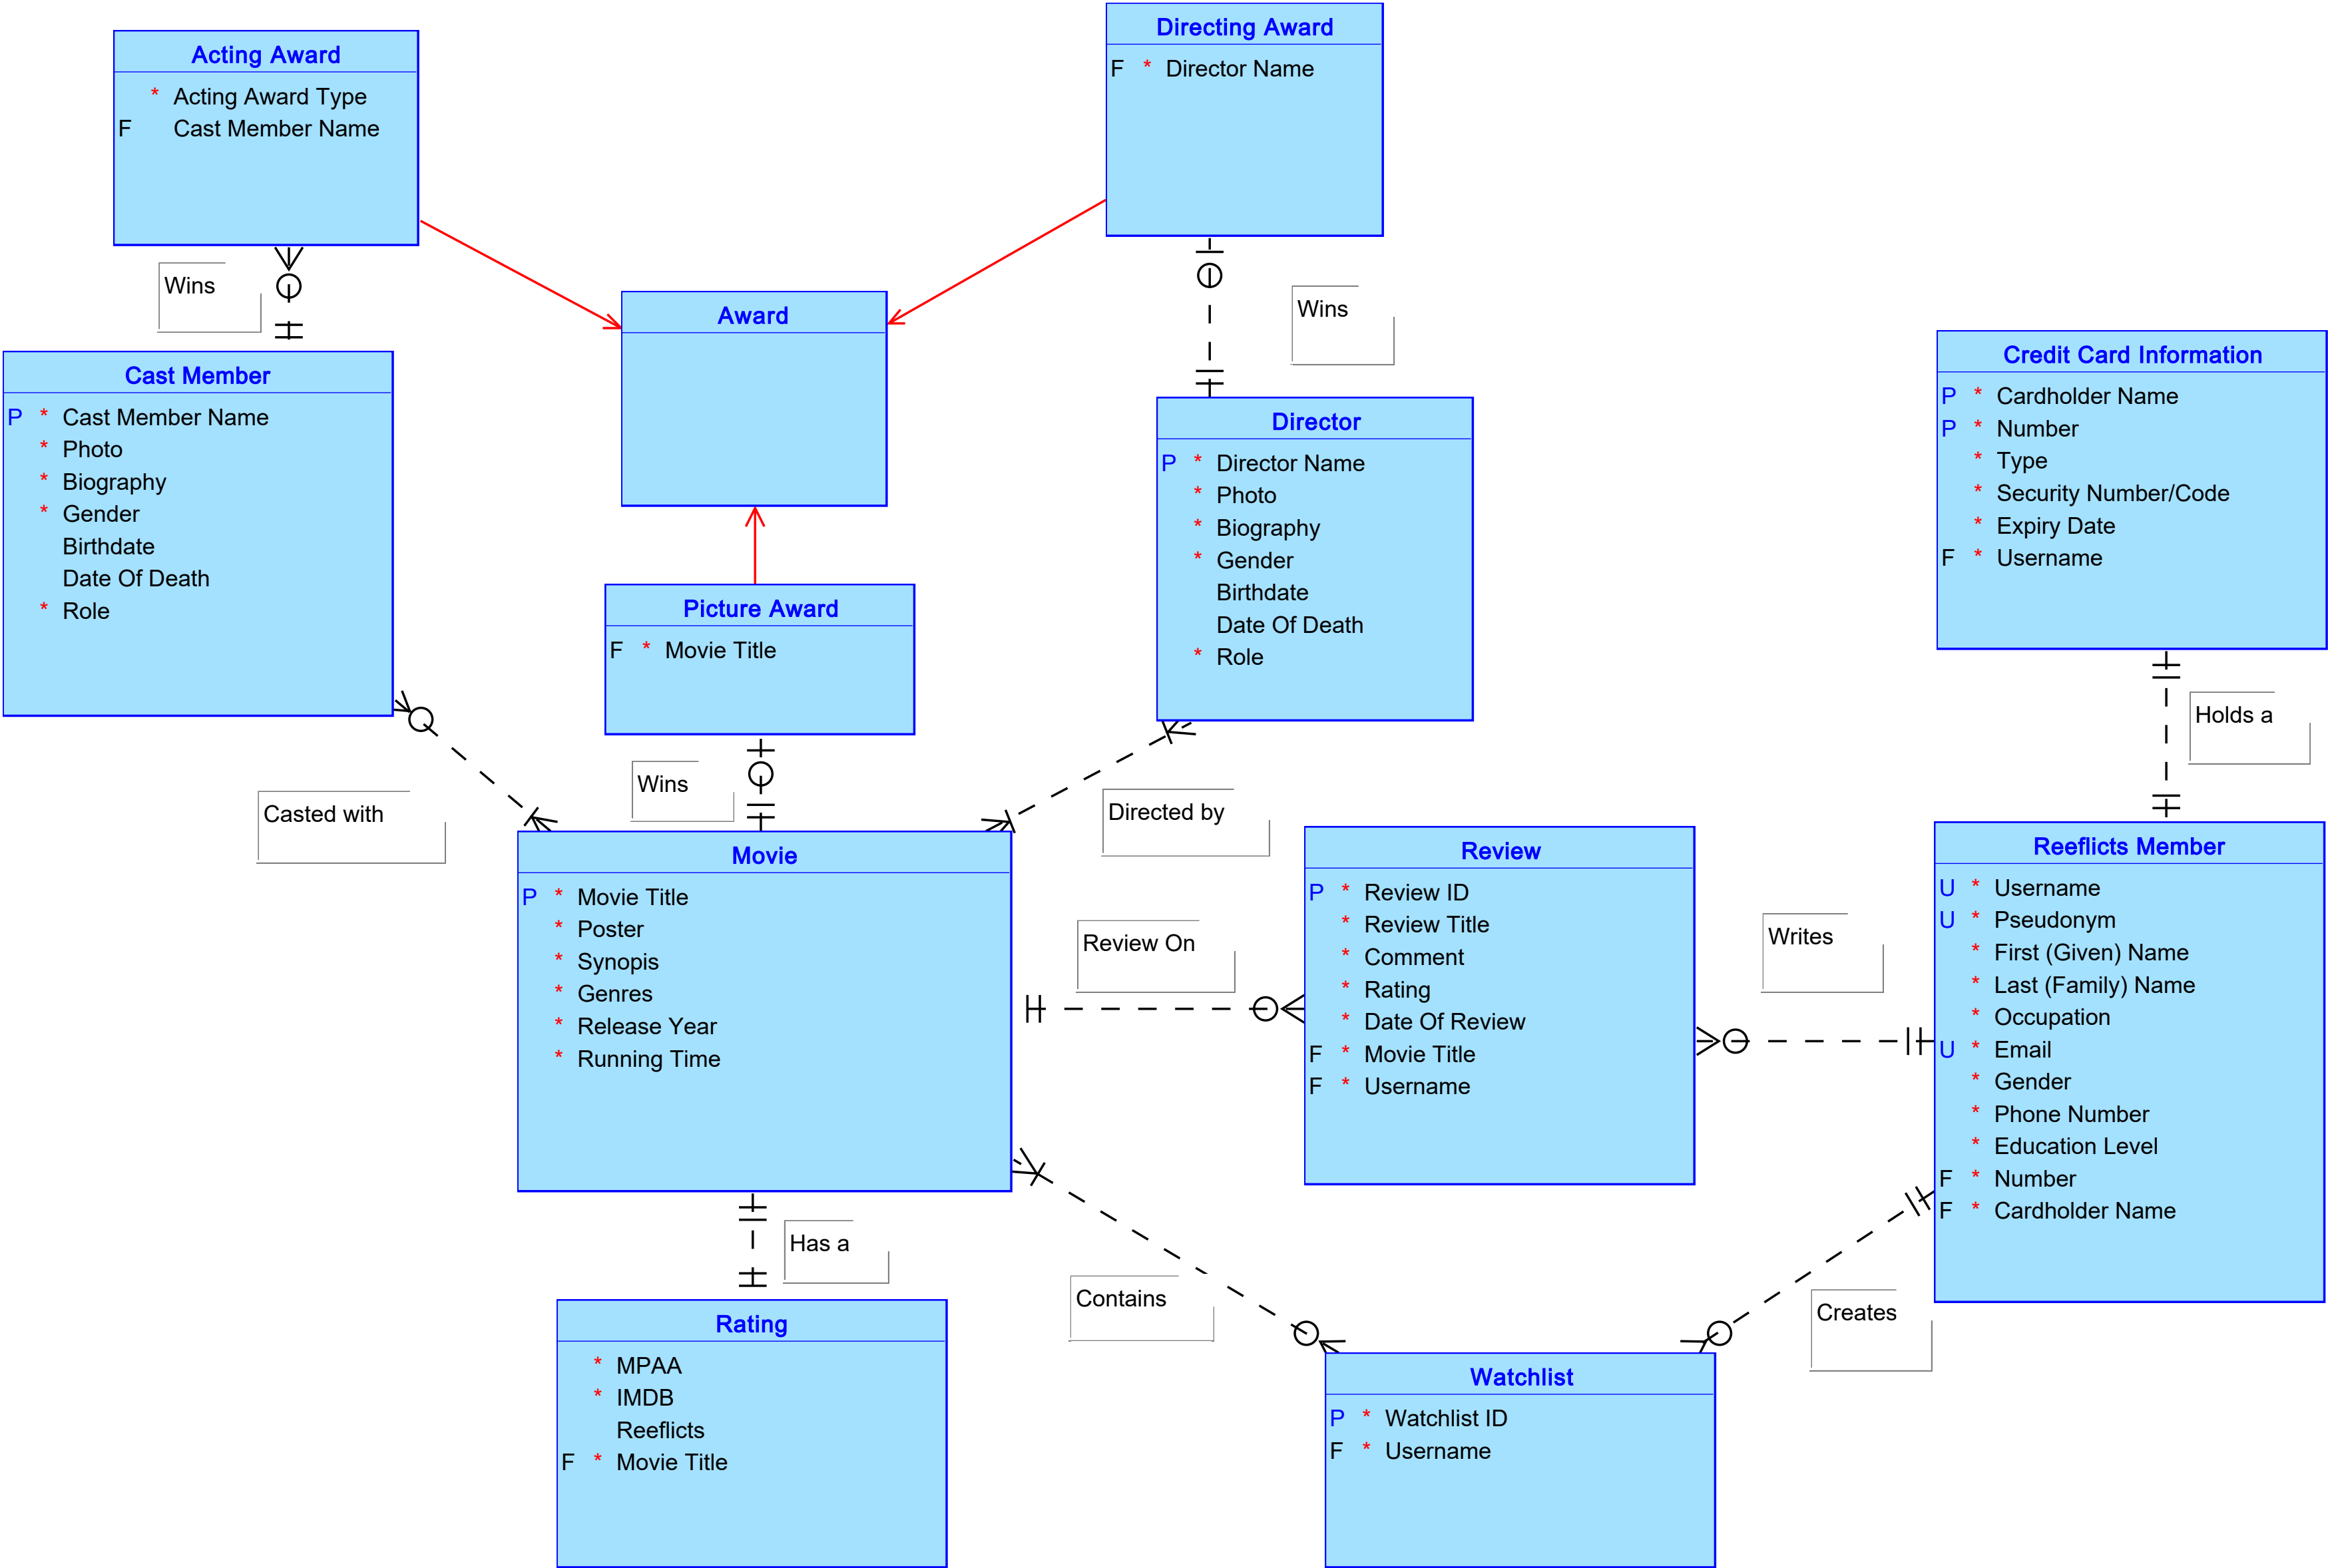 Acting Award
* Acting Award Type
F Cast Member Name
Directing Award
F * Director Name
Wins
Award
Wins
Cast Member
P * Cast Member Name
* Photo
* Biography
* Gender
Birthdate
Date Of Death
* Role
Director
P * Director Name
* Photo
* Biography
* Gender
Birthdate
Date Of Death
* Role
Credit Card Information
P * Cardholder Name
P * Number
* Type
* Security Number/Code
* Expiry Date
F * Username
Picture Award
F * Movie Title
Holds a
Casted with
Wins
Directed by
Movie
P * Movie Title
* Poster
* Synopis
* Genres
* Release Year
* Running Time
Review On
Review
P * Review ID
* Review Title
* Comment
* Rating
* Date Of Review
F * Movie Title
F * Username
Writes
Reeflicts Member
U * Username
U * Pseudonym
* First (Given) Name
* Last (Family) Name
* Occupation
U * Email
* Gender
* Phone Number
* Education Level
F * Number
F * Cardholder Name
Has a
Contains
Creates
Rating
* MPAA
* IMDB
Reeflicts
F * Movie Title
Watchlist
P * Watchlist ID
F * Username